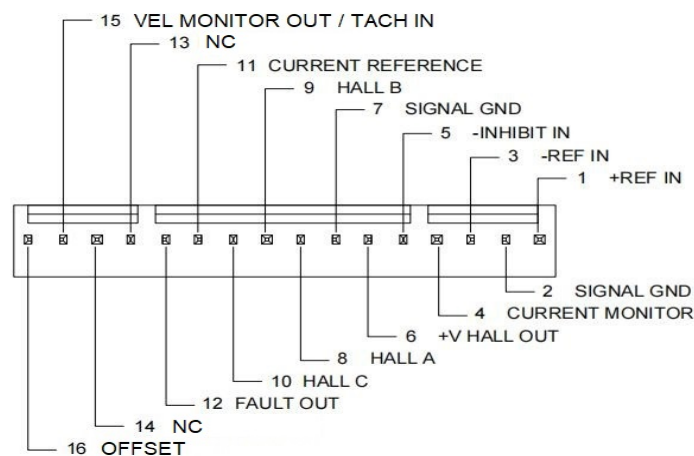 15 VEL MONITOR OUT / TACH IN
13 NC
11 CURRENT REFERENCE
9 HALL B
7 SIGNAL GND
5 -INHIBIT IN
3 -REF IN
1 +REF IN
2 SIGNAL GND
4 CURRENT MONITOR
6 +V HALL OUT
8 HALL A
10 HALL C
12 FAULT OUT
14 NC
16 OFFSET